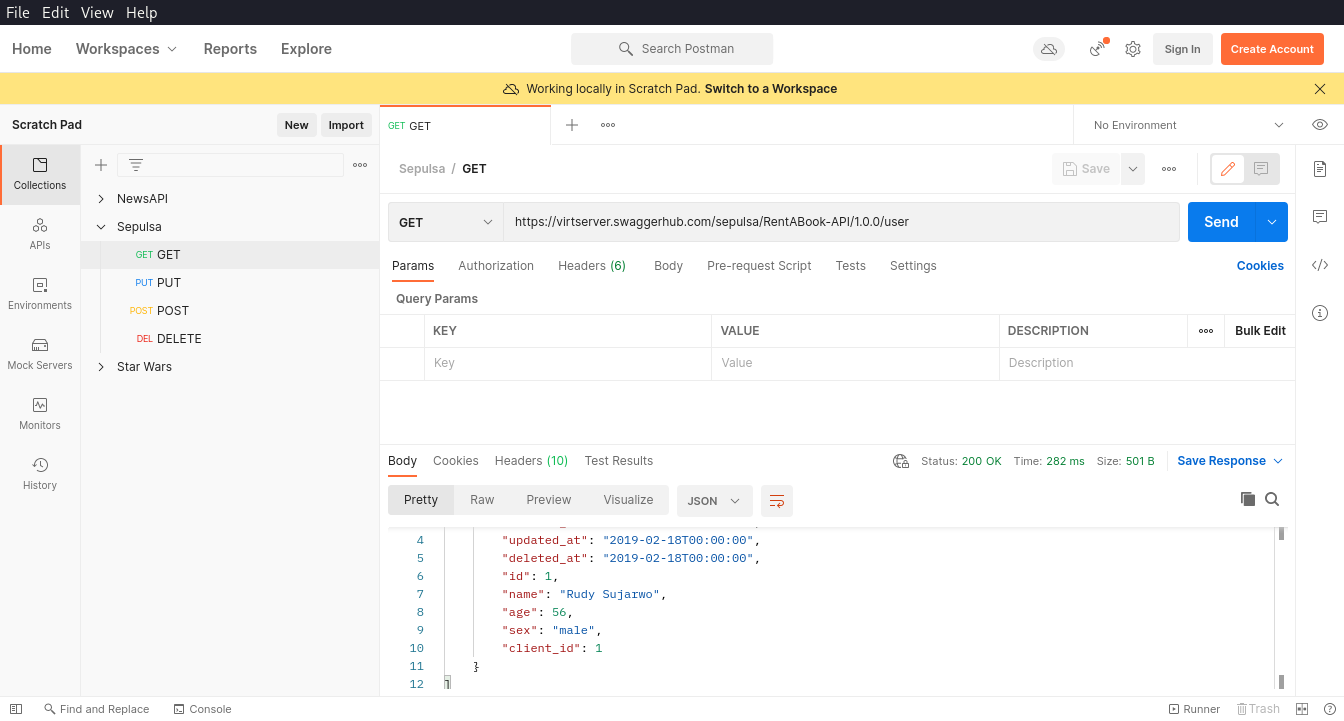 File Edit View Help
Home Workspaces Reports Explore Search Postman Sign In Create Account
Working locally in Scratch Pad. Switch to a Workspace
Scratch Pad New Import GET GET No Environment
Collections
APIs
Environments
Mock Servers
Monitors
History
NewsAPI
Sepulsa
GET GET
PUT PUT
POST POST
DEL DELETE
Star Wars
Sepulsa / GET Save
GET https://virtserver.swaggerhub.com/sepulsa/RentABook-API/1.0.0/user Send
Params Authorization Headers (6) Body Pre-request Script Tests Settings Cookies
Query Params
KEY VALUE DESCRIPTION Bulk Edit
Key Value Description
Body Cookies Headers (10) Test Results Status: 200 OK Time: 282 ms Size: 501 B Save Response
Pretty Raw Preview Visualize JSON
4 "updated_at": "2019-02-18T00:00:00",
5 "deleted_at": "2019-02-18T00:00:00",
6 "id": 1,
7 "name": "Rudy Sujarwo",
8 "age": 56,
9 "sex": "male",
10 "client_id": 1
11 }
12 ]
Find and Replace Console Runner Trash